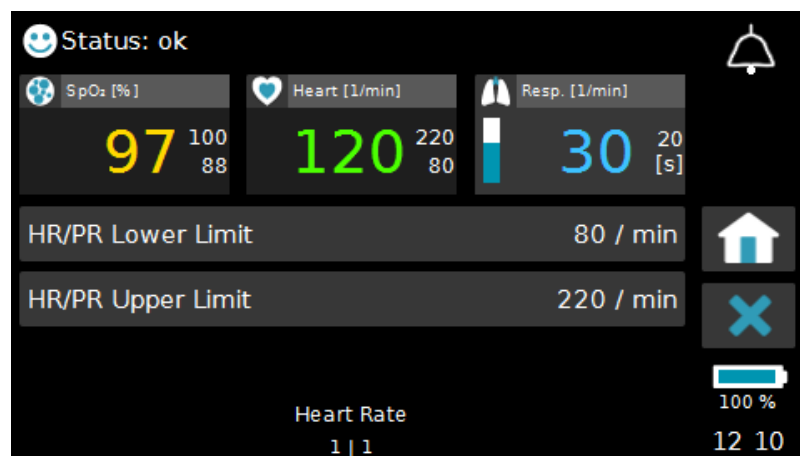 Status: ok
SpO₂ [%]
97
100
88
Heart [1/min]
120
220
80
Resp. [1/min]
30
20
[s]
HR/PR Lower Limit 80 / min
HR/PR Upper Limit 220 / min
Heart Rate
1 | 1
100 %
12 10